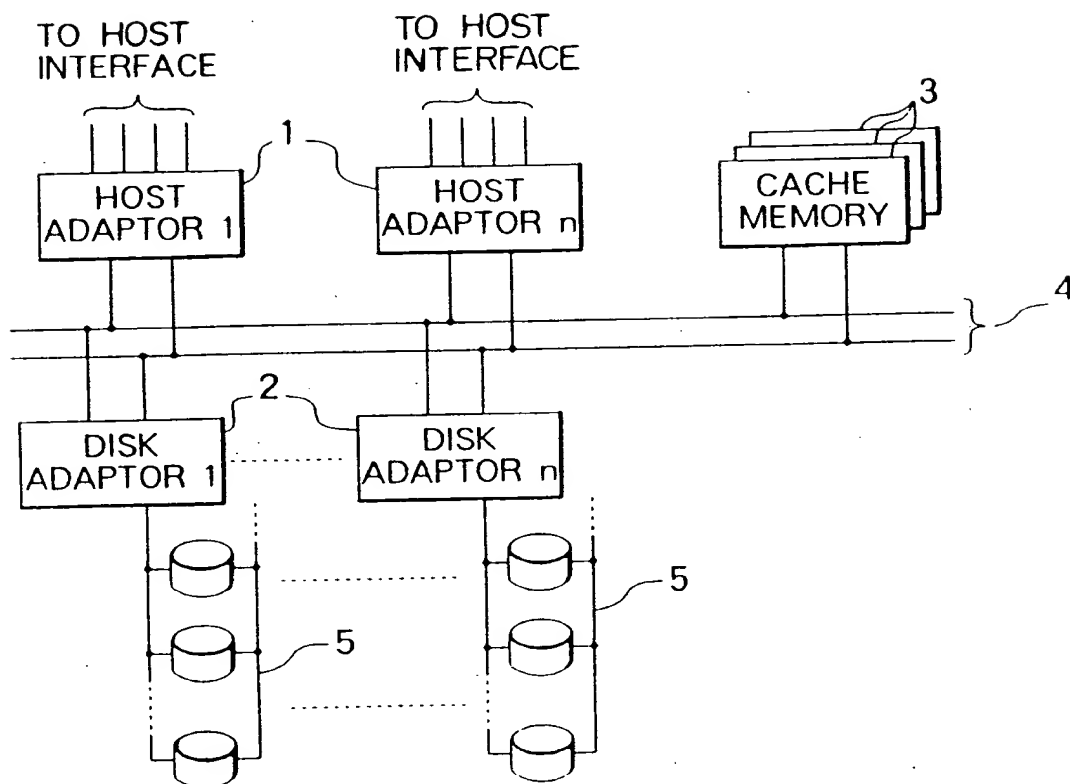 TO HOST
INTERFACE
TO HOST
INTERFACE
1
3
HOST
ADAPTOR 1
HOST
ADAPTOR n
CACHE
MEMORY
4
2
DISK
ADAPTOR 1
DISK
ADAPTOR n
5
5